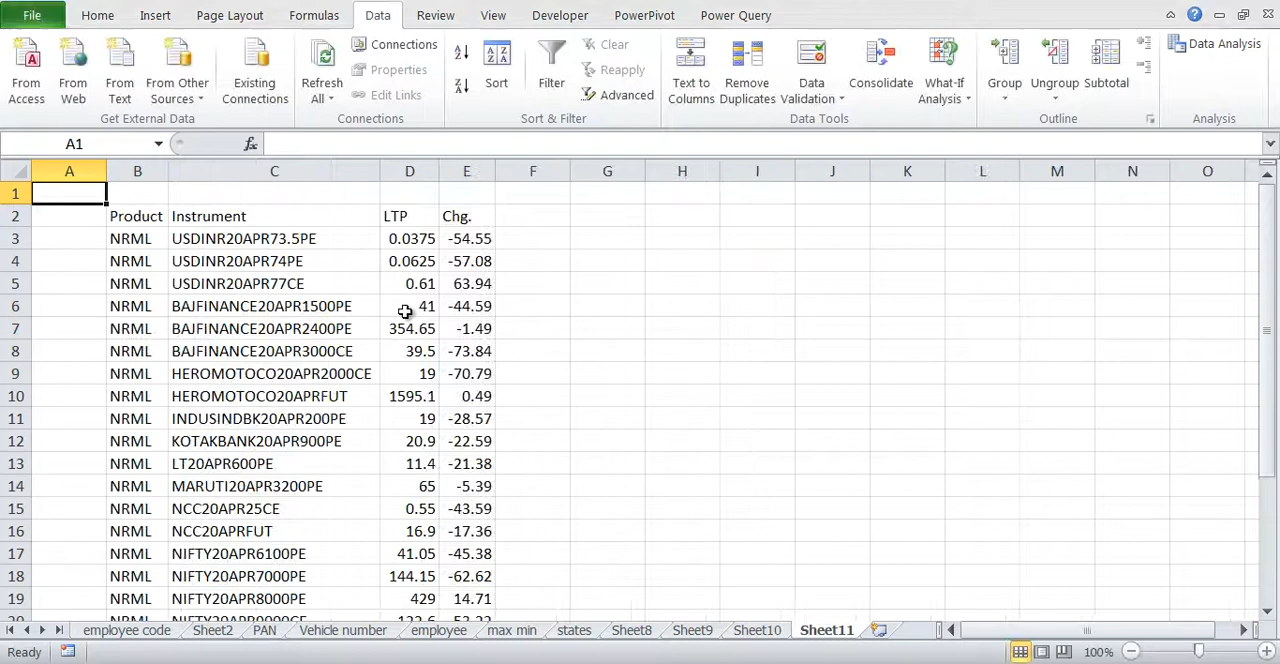 File Home Insert Page Layout Formulas Data Review View Developer PowerPivot Power Query
From Access From Web From Text From Other Sources Existing Connections
Get External Data
Refresh All Connections Properties Edit Links
Connections
Sort Filter Clear Reapply Advanced
Sort & Filter
Text to Columns Remove Duplicates Data Validation Consolidate What-If Analysis
Data Tools
Group Ungroup Subtotal
Outline
Data Analysis
Analysis
A1 fx
A B C D E F G H I J K L M N O
1
2 Product Instrument LTP Chg.
3 NRML USDINR20APR73.5PE 0.0375 -54.55
4 NRML USDINR20APR74PE 0.0625 -57.08
5 NRML USDINR20APR77CE 0.61 63.94
6 NRML BAJFINANCE20APR1500PE 41 -44.59
7 NRML BAJFINANCE20APR2400PE 354.65 -1.49
8 NRML BAJFINANCE20APR3000CE 39.5 -73.84
9 NRML HEROMOTOCO20APR2000CE 19 -70.79
10 NRML HEROMOTOCO20APRFUT 1595.1 0.49
11 NRML INDUSINDBK20APR200PE 19 -28.57
12 NRML KOTAKBANK20APR900PE 20.9 -22.59
13 NRML LT20APR600PE 11.4 -21.38
14 NRML MARUTI20APR3200PE 65 -5.39
15 NRML NCC20APR25CE 0.55 -43.59
16 NRML NCC20APRFUT 16.9 -17.36
17 NRML NIFTY20APR6100PE 41.05 -45.38
18 NRML NIFTY20APR7000PE 144.15 -62.62
19 NRML NIFTY20APR8000PE 429 14.71
employee code Sheet2 PAN Vehicle number employee max min states Sheet8 Sheet9 Sheet10 Sheet11
Ready 100%